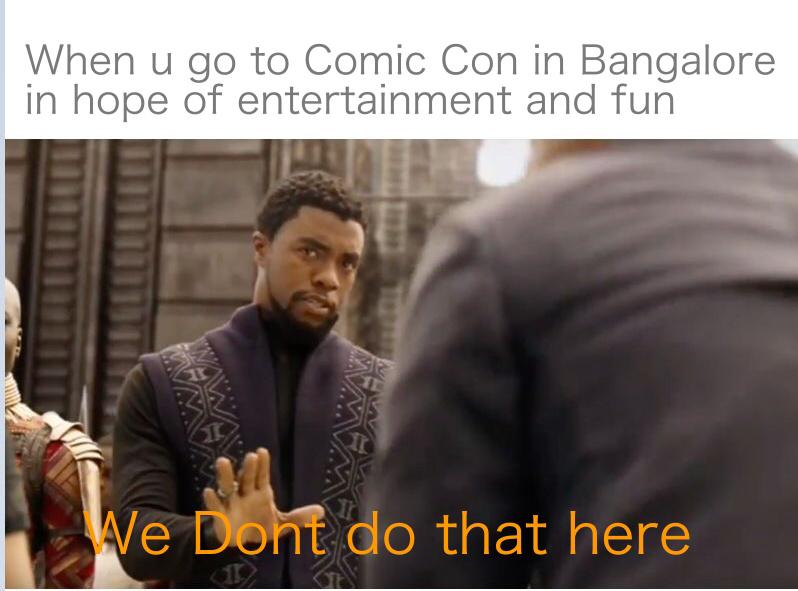 When u go to Comic Con in Bangalore
in hope of entertainment and fun
We Dont do that here